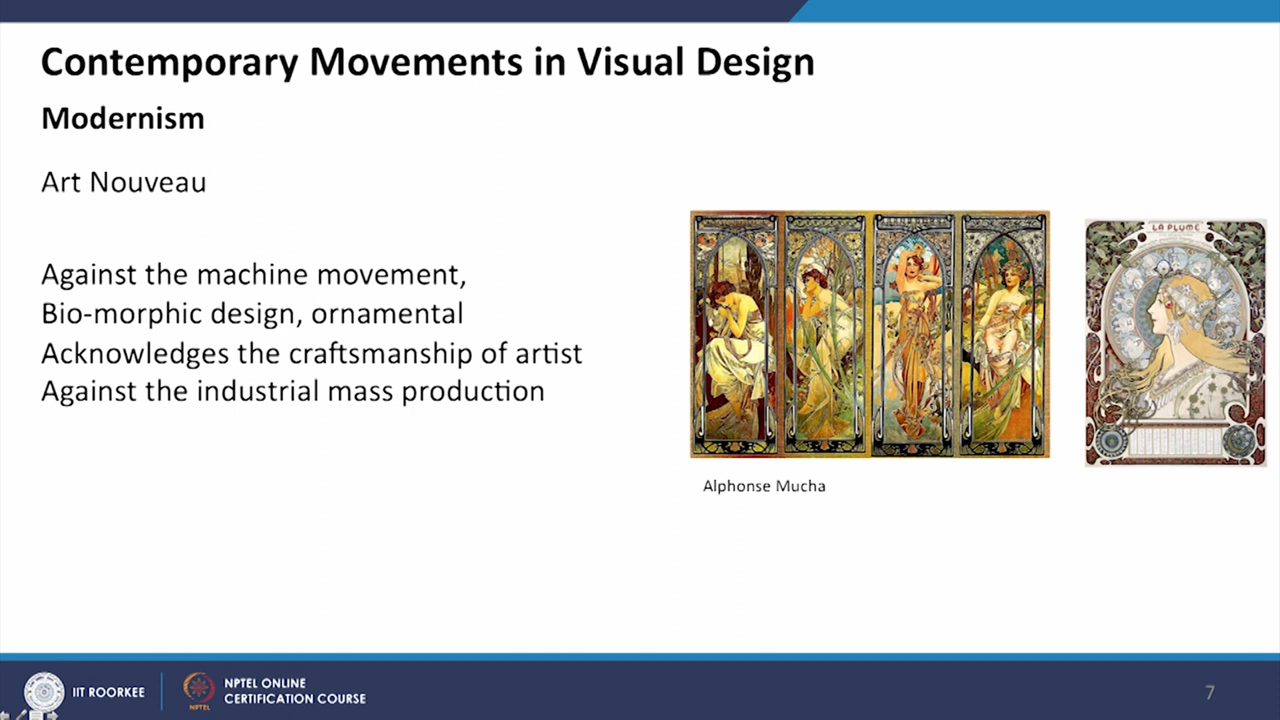 Contemporary Movements in Visual Design
Modernism
Art Nouveau
Against the machine movement,
Bio-morphic design, ornamental
Acknowledges the craftsmanship of artist
Against the industrial mass production
LA PLUME
Alphonse Mucha
IIT ROORKEE
NPTEL
NPTEL ONLINE
CERTIFICATION COURSE
7